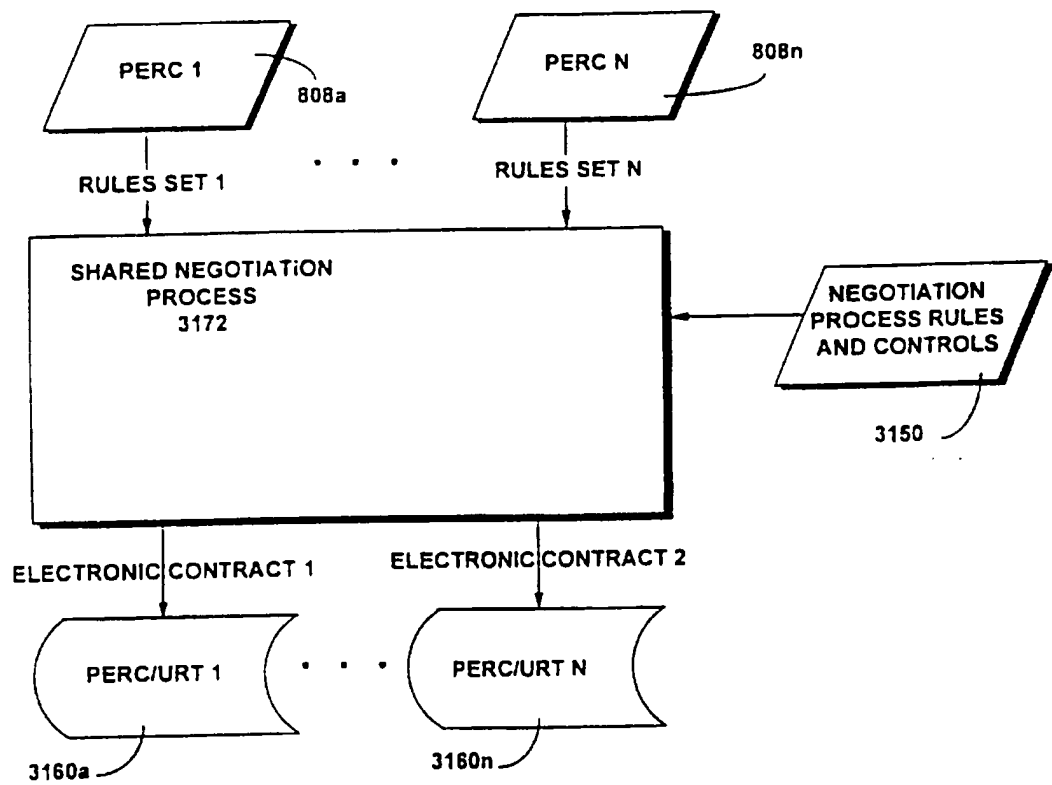 PERC 1
808a
PERC N
808n
RULES SET 1
RULES SET N
SHARED NEGOTIATiON
PROCESS
3172
NEGOTIATION
PROCESS RULES
AND CONTROLS
3150
ELECTRONIC CONTRACT 1
ELECTRONIC CONTRACT 2
PERC/URT 1
PERC/URT N
3160a
3160n